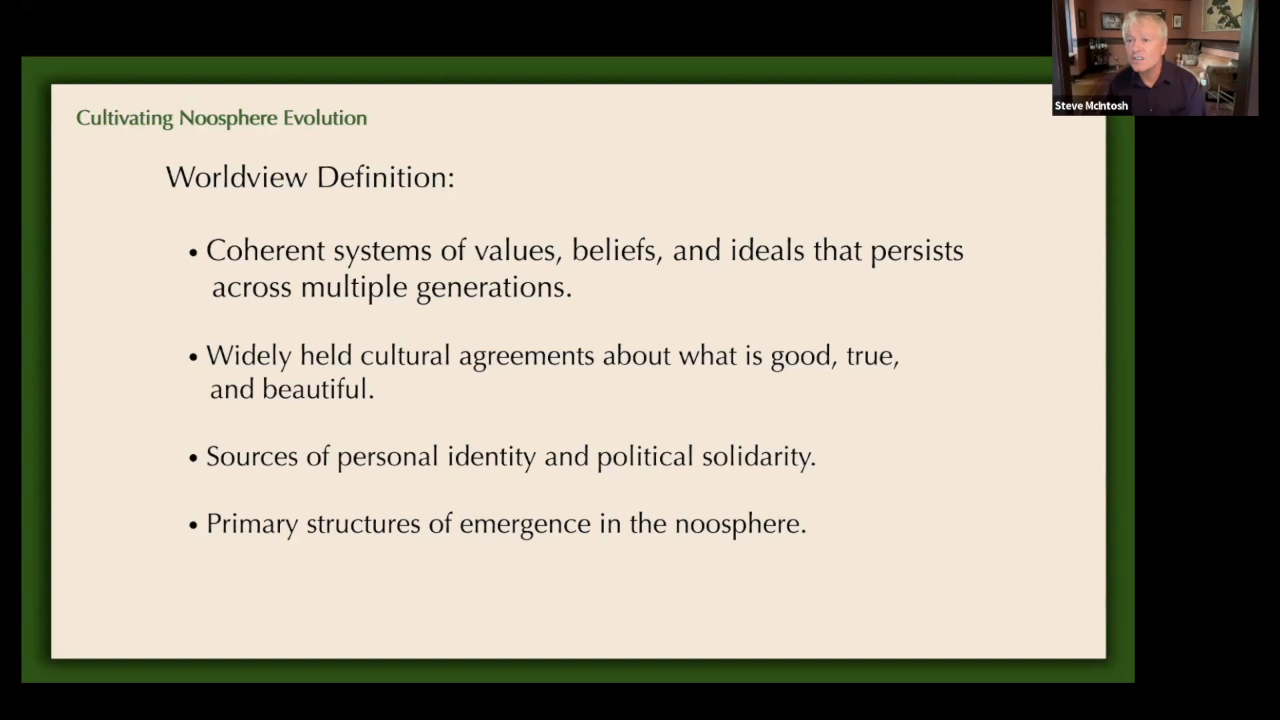 Steve McIntosh
Cultivating Noosphere Evolution
Worldview Definition:
• Coherent systems of values, beliefs, and ideals that persists
across multiple generations.
• Widely held cultural agreements about what is good, true,
and beautiful.
• Sources of personal identity and political solidarity.
• Primary structures of emergence in the noosphere.